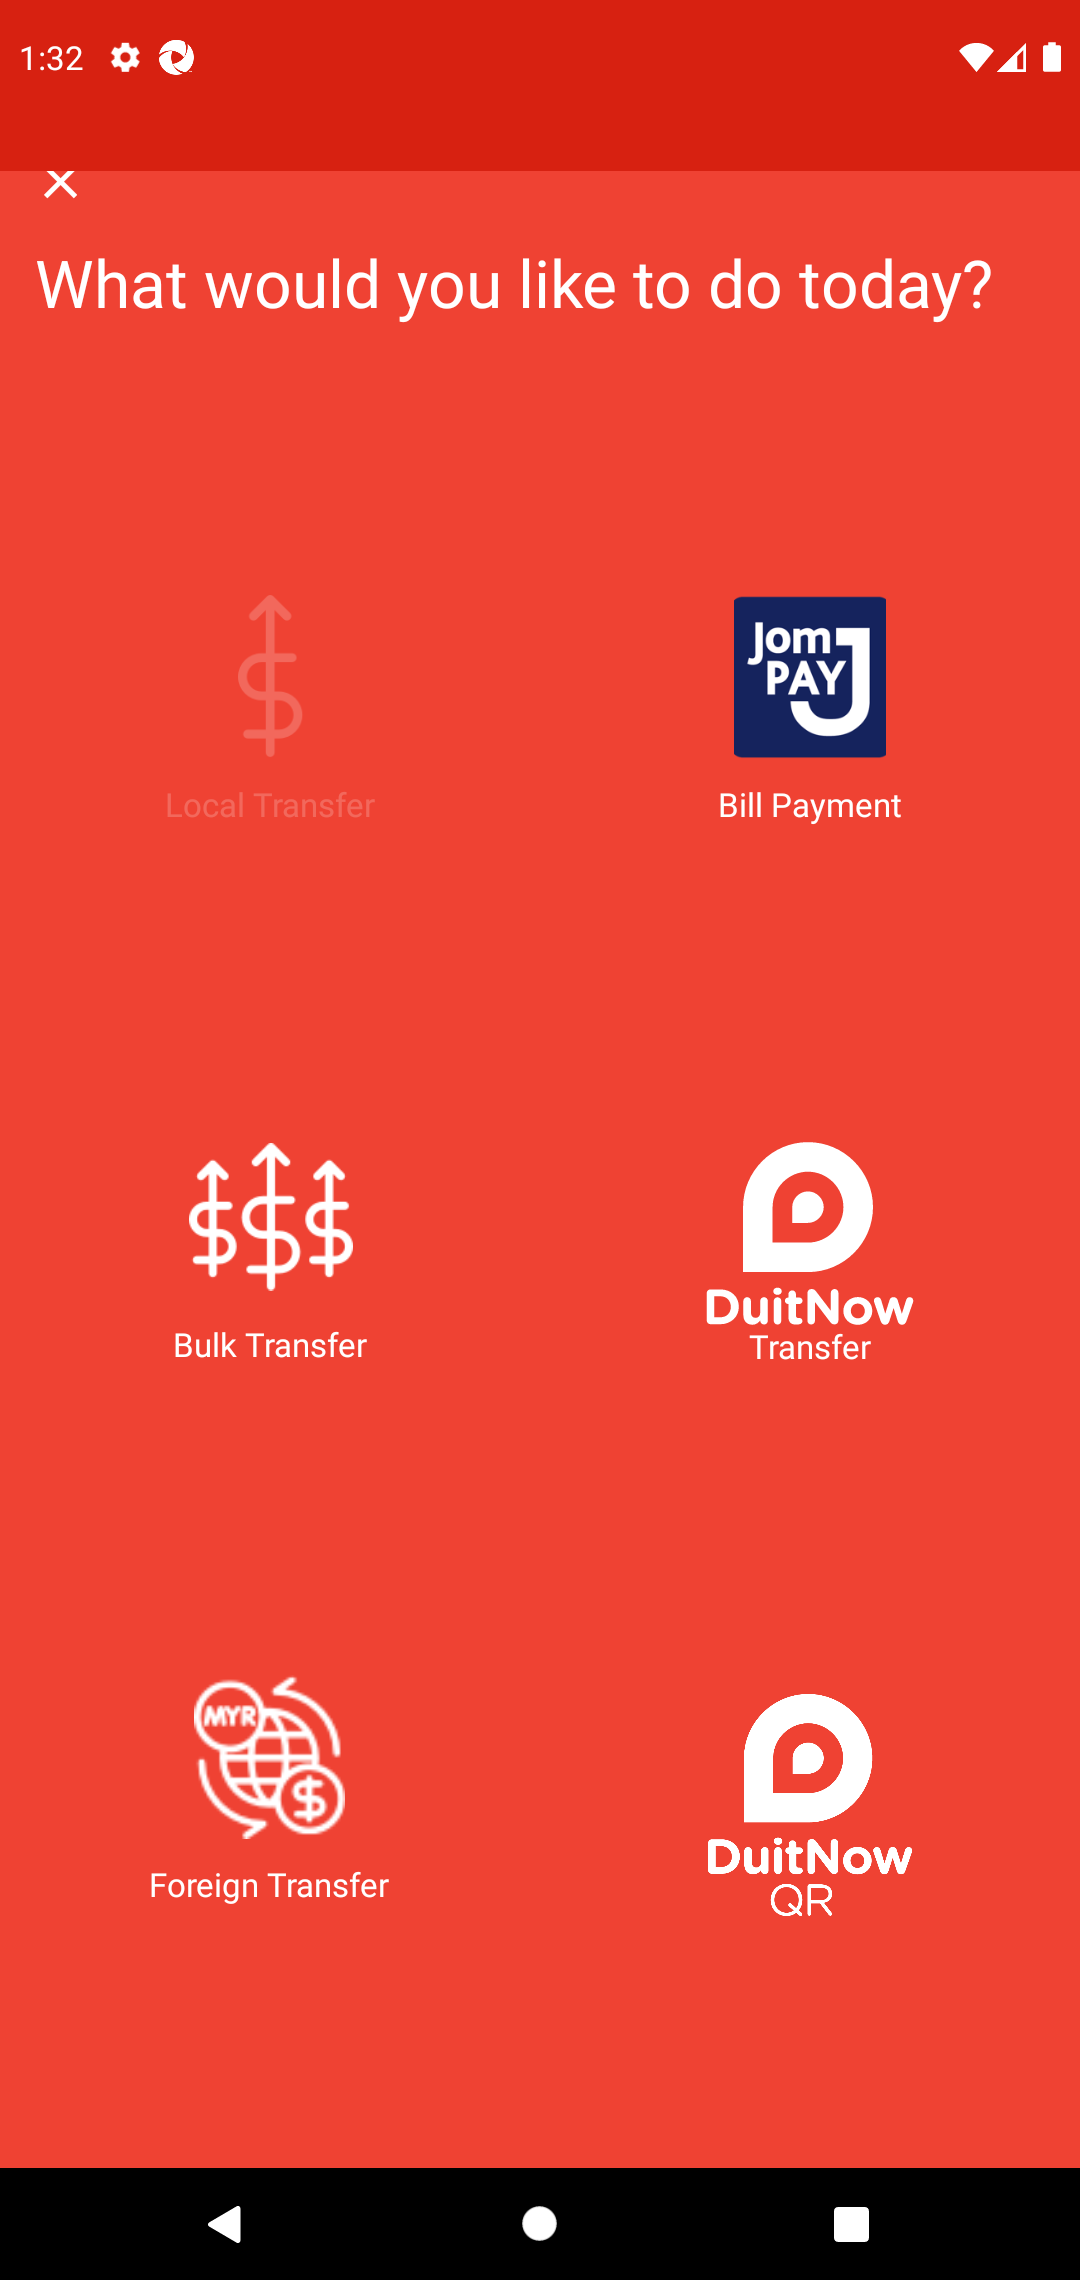 1:32
What would you like to do today?
Local Transfer
Jom
PAY
Bill Payment
Bulk Transfer
DuitNow
Transfer
MYR
Foreign Transfer
DuitNow
QR